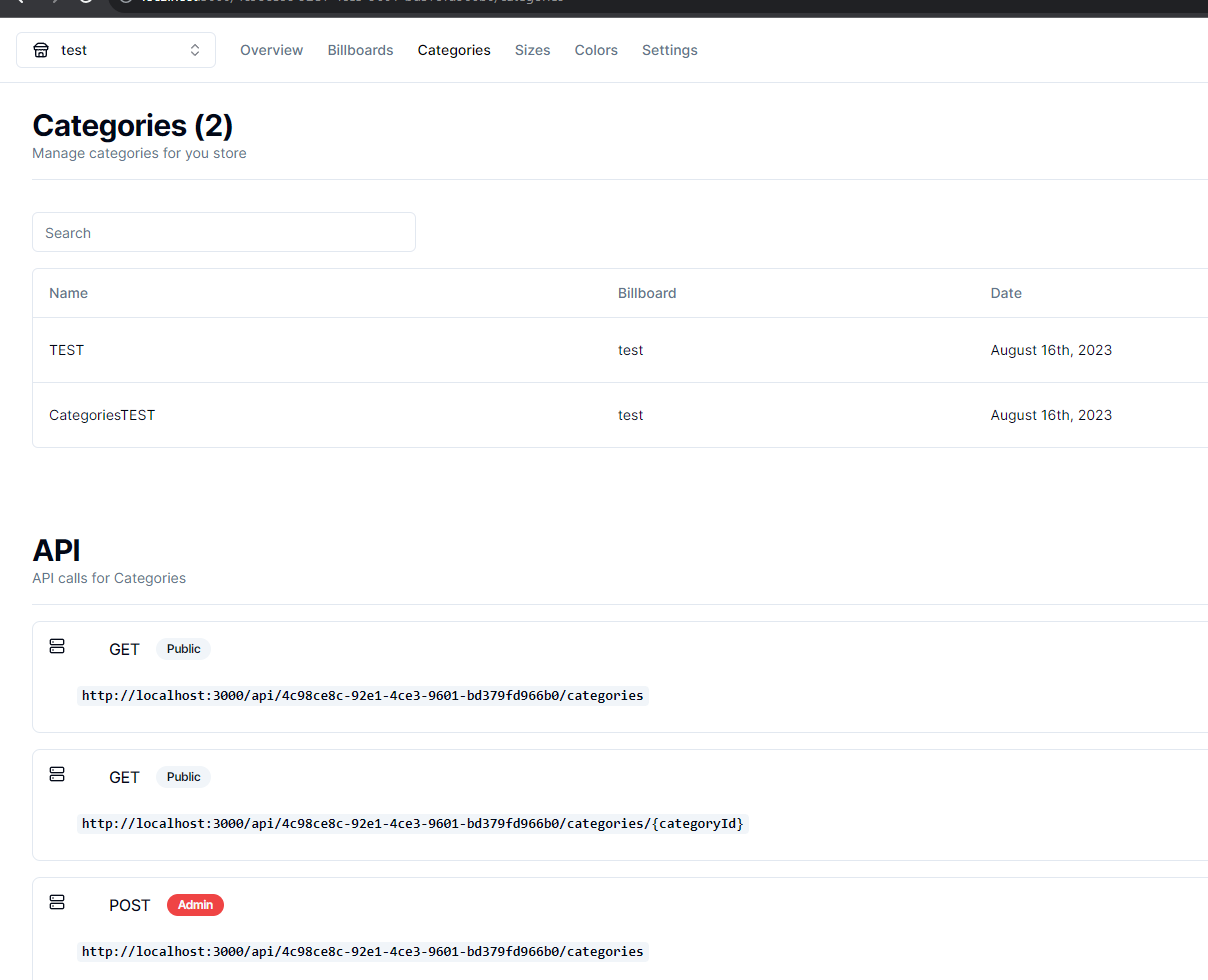 test Overview Billboards Categories Sizes Colors Settings
Categories (2)
Manage categories for you store
Search
Name Billboard Date
TEST test August 16th, 2023
CategoriesTEST test August 16th, 2023
API
API calls for Categories
GET Public
http://localhost:3000/api/4c98ce8c-92e1-4ce3-9601-bd379fd966b0/categories
GET Public
http://localhost:3000/api/4c98ce8c-92e1-4ce3-9601-bd379fd966b0/categories/{categoryId}
POST Admin
http://localhost:3000/api/4c98ce8c-92e1-4ce3-9601-bd379fd966b0/categories